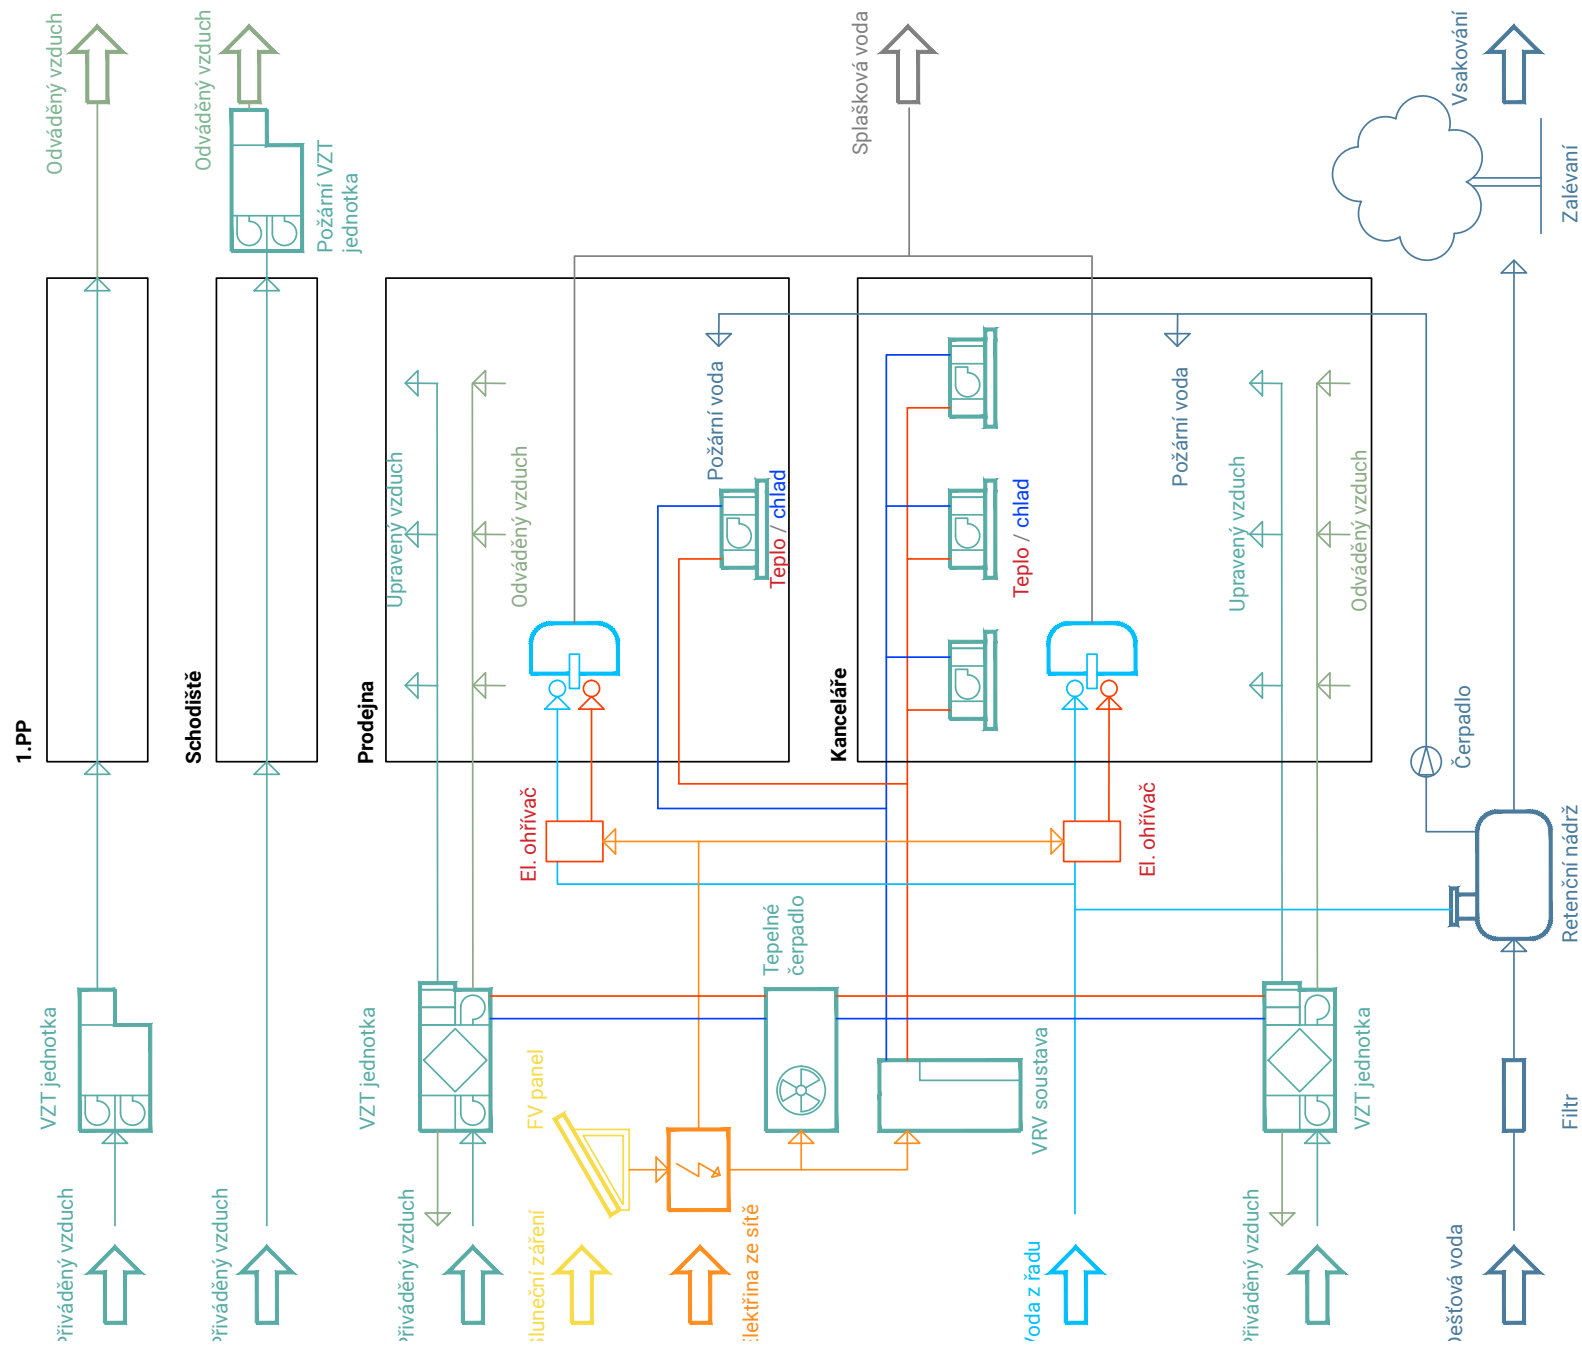 Odváděný vzduch
Odváděný vzduch
Požární VZT
jednotka
Splašková voda
Vsakování
Zalévaní
1.PP
Schodiště
Prodejna
Upravený vzduch
Odváděný vzduch
Požární voda
Teplo / chlad
Kanceláře
Teplo / chlad
Požární voda
Upravený vzduch
Odváděný vzduch
Čerpadlo
El. ohřívač
El. ohřívač
Retenční nádrž
VZT jednotka
VZT jednotka
FV panel
Tepelné
čerpadlo
VRV soustava
VZT jednotka
Filtr
Přiváděný vzduch
Přiváděný vzduch
Přiváděný vzduch
Sluneční záření
Elektřina ze sítě
Voda z řadu
Přiváděný vzduch
Dešťová voda